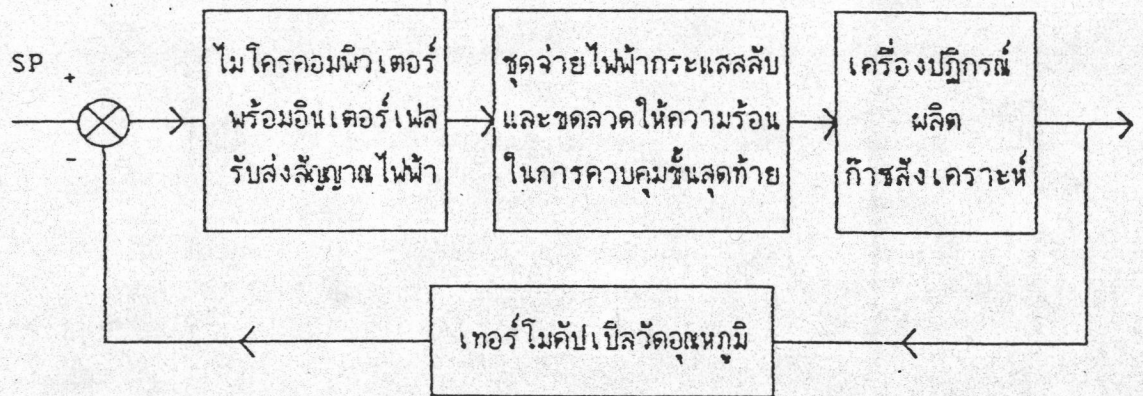 SP +
-
ไมโครคอมพิวเตอร์
พร้อมอินเตอร์เฟส
รับส่งสัญญาณไฟฟ้า
ชุดจ่ายไฟฟ้ากระแสสลับ
และขดลวดให้ความร้อน
ในการควบคุมขั้นสุดท้าย
เครื่องปฏิกรณ์
ผลิต
ก๊าซสังเคราะห์
เทอร์โมคัปเปิลวัดอุณหภูมิ